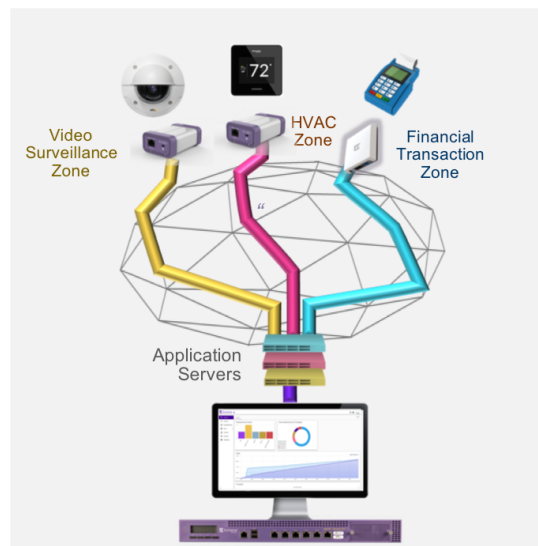 72°
Video
Surveillance
Zone
HVAC
Zone
Financial
Transaction
Zone
“
Application
Servers